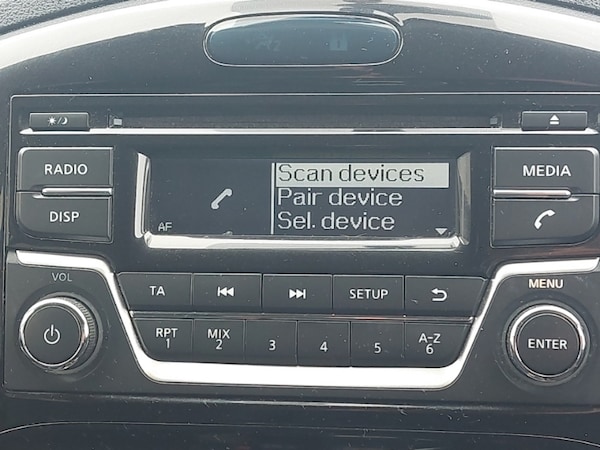 RADIO
DISP
MEDIA
Scan devices
Pair device
Sel. device
AF
VOL
TA
SETUP
MENU
RPT
1
MIX
2
3
4
5
A-Z
6
ENTER